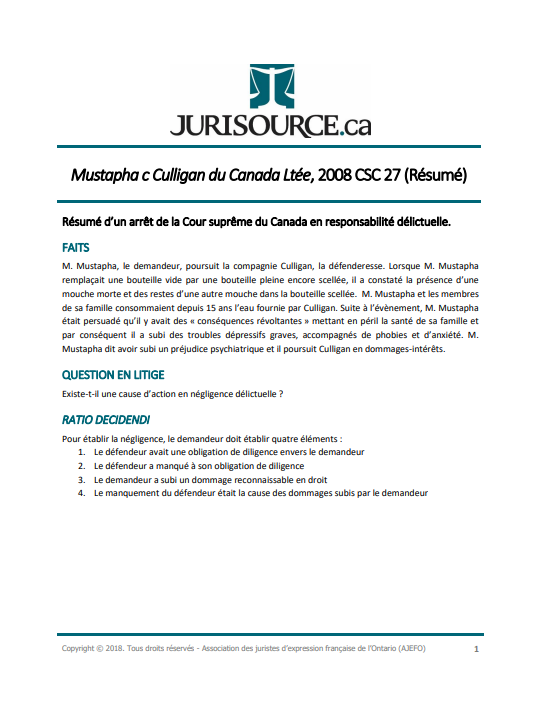 JURISOURCE.ca
Mustapha c Culligan du Canada Ltée, 2008 CSC 27 (Résumé)
Résumé d'un arrêt de la Cour suprême du Canada en responsabilité délictuelle.
FAITS
M. Mustapha, le demandeur, poursuit la compagnie Culligan, la défenderesse. Lorsque M. Mustapha
remplaçait une bouteille vide par une bouteille pleine encore scellée, il a constaté la présence d'une
mouche morte et des restes d'une autre mouche dans la bouteille scellée. M. Mustapha et les membres
de sa famille consommaient depuis 15 ans l'eau fournie par Culligan. Suite à l'évènement, M. Mustapha
était persuadé qu'il y avait des « conséquences révoltantes » mettant en péril la santé de sa famille et
par conséquent il a subi des troubles dépressifs graves, accompagnés de phobies et d'anxiété. M.
Mustapha dit avoir subi un préjudice psychiatrique et il poursuit Culligan en dommages-intérêts.
QUESTION EN LITIGE
Existe-t-il une cause d'action en négligence délictuelle ?
RATIO DECIDENDI
Pour établir la négligence, le demandeur doit établir quatre éléments :
1. Le défendeur avait une obligation de diligence envers le demandeur
2. Le défendeur a manqué à son obligation de diligence
3. Le demandeur a subi un dommage reconnaissable en droit
4. Le manquement du défendeur était la cause des dommages subis par le demandeur
Copyright © 2018. Tous droits réservés - Association des juristes d'expression française de l'Ontario (AJEFO) 1